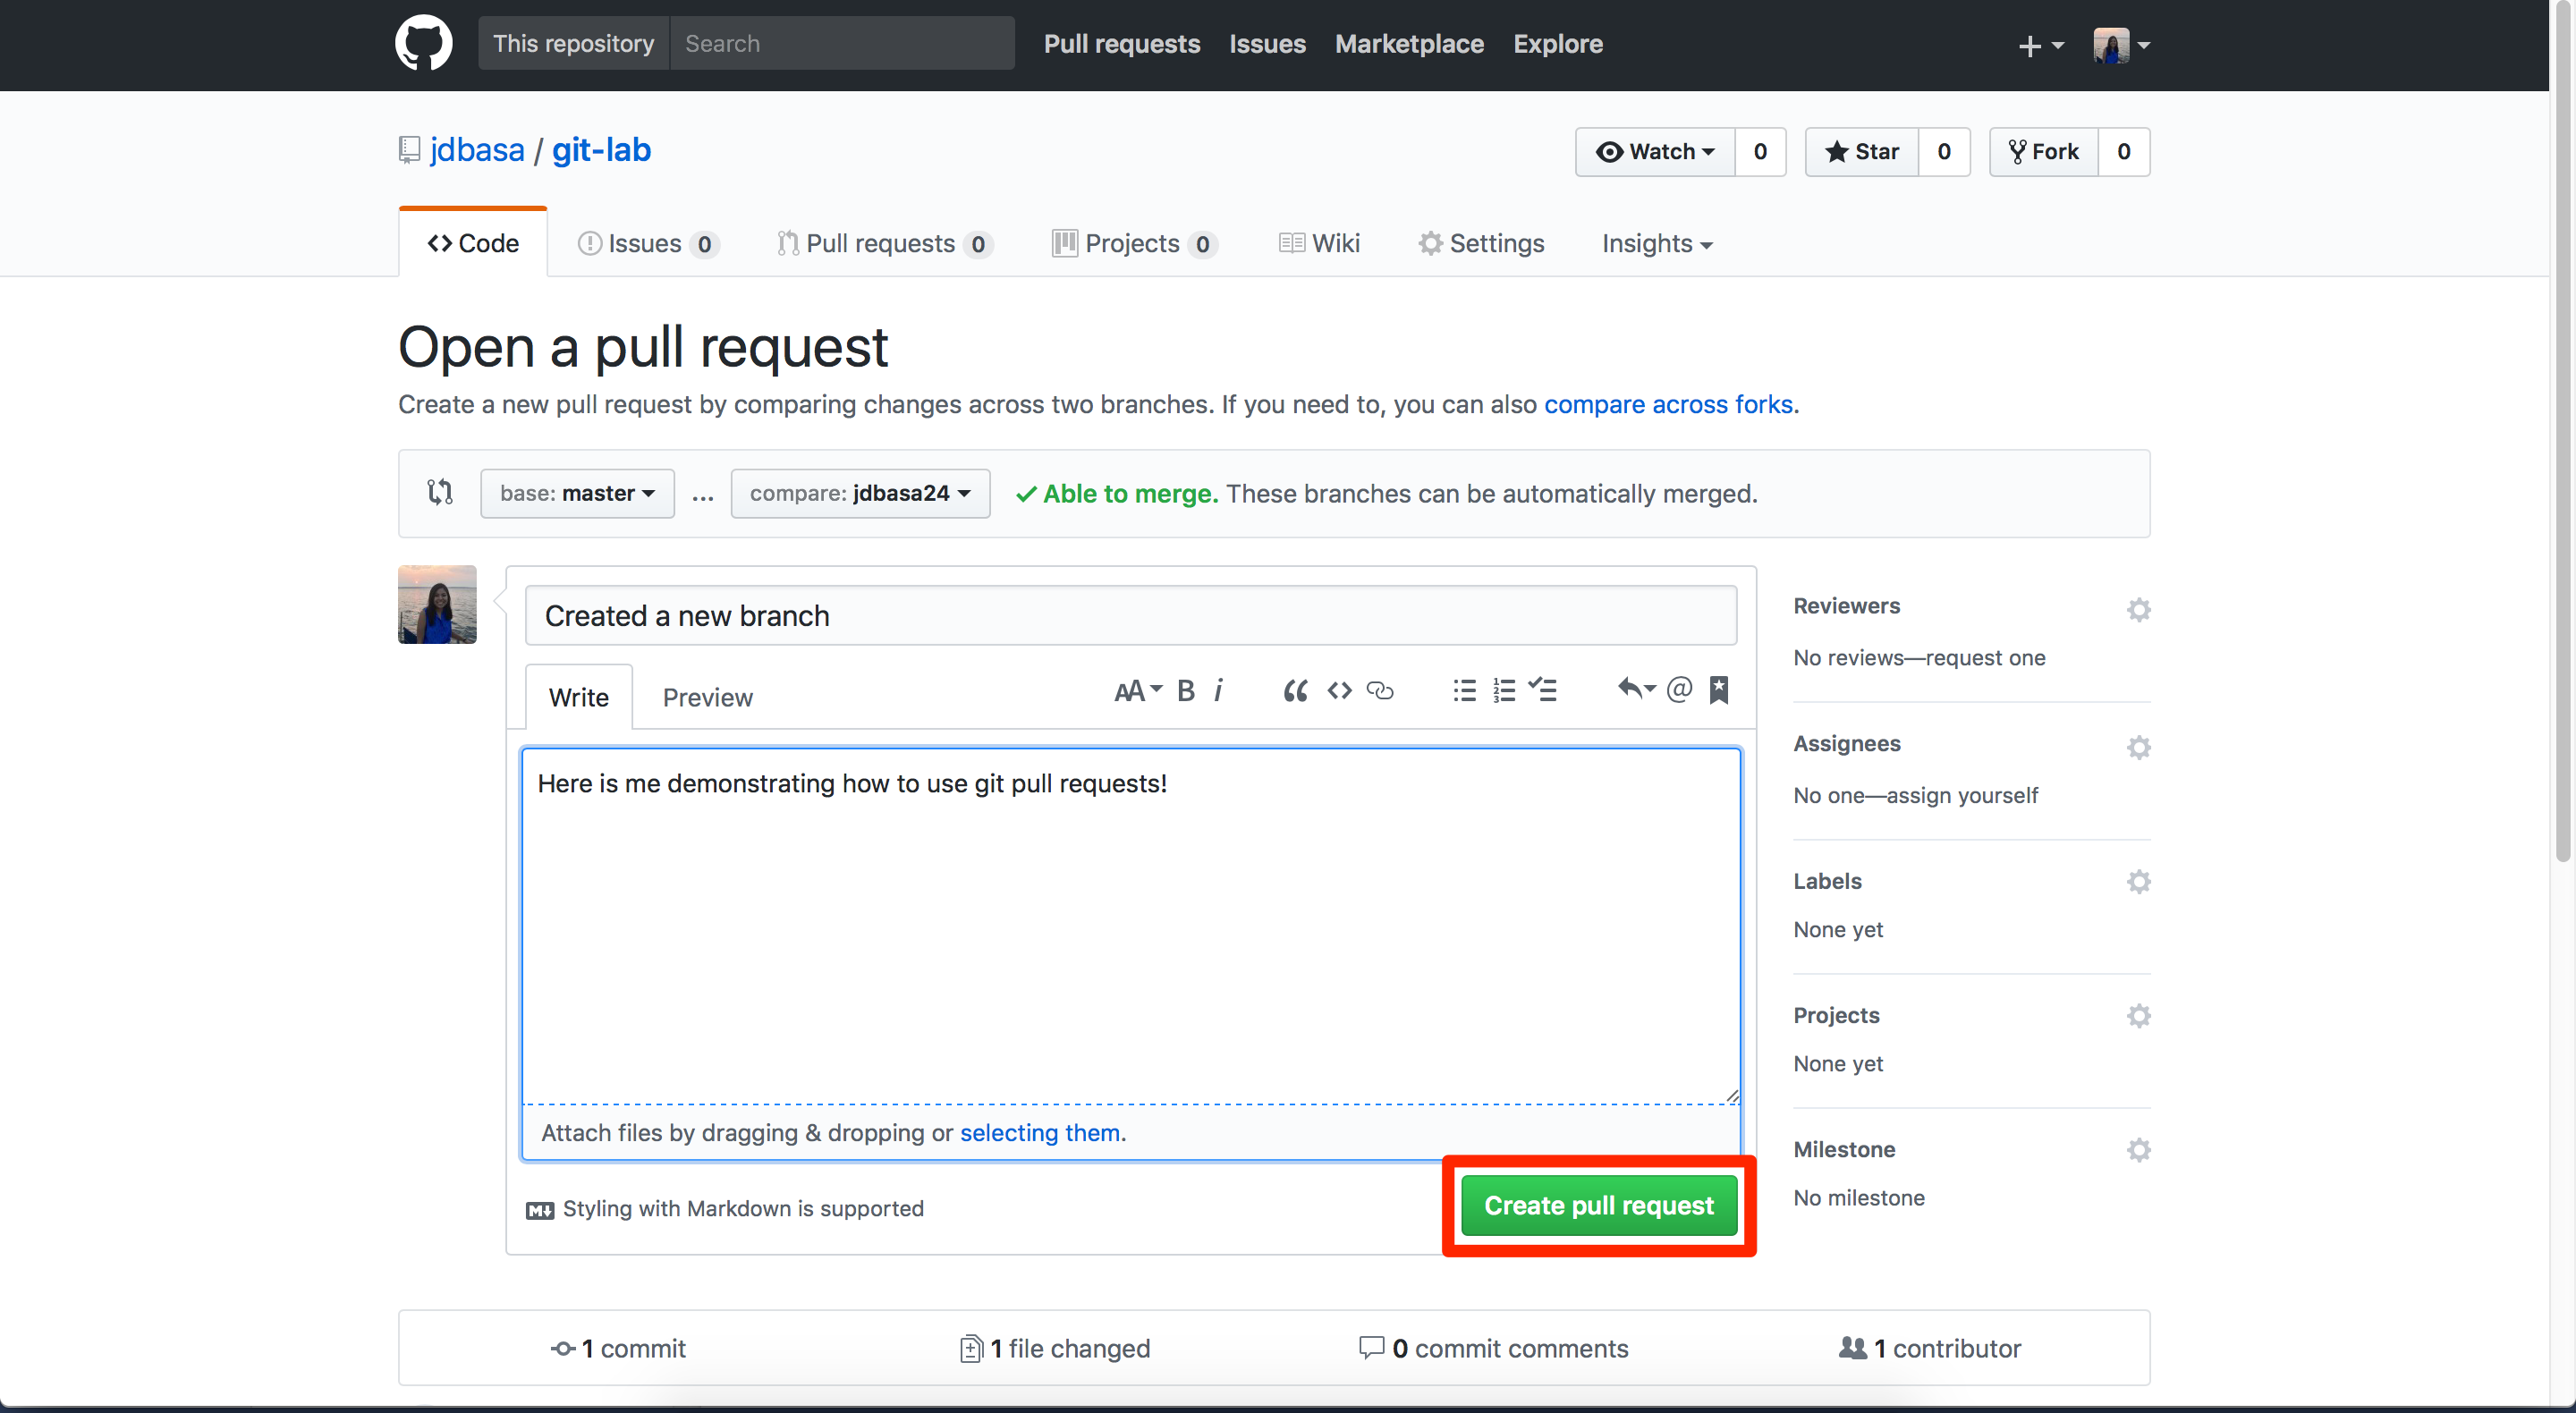 This repository Search Pull requests Issues Marketplace Explore
jdbasa / git-lab Watch 0 Star 0 Fork 0
Code Issues 0 Pull requests 0 Projects 0 Wiki Settings Insights
Open a pull request
Create a new pull request by comparing changes across two branches. If you need to, you can also compare across forks.
base: master ... compare: jdbasa24 Able to merge. These branches can be automatically merged.
Created a new branch
Write Preview AA B i
Here is me demonstrating how to use git pull requests!
Attach files by dragging & dropping or selecting them.
Styling with Markdown is supported
Create pull request
Reviewers
No reviews—request one
Assignees
No one—assign yourself
Labels
None yet
Projects
None yet
Milestone
No milestone
1 commit 1 file changed 0 commit comments 1 contributor